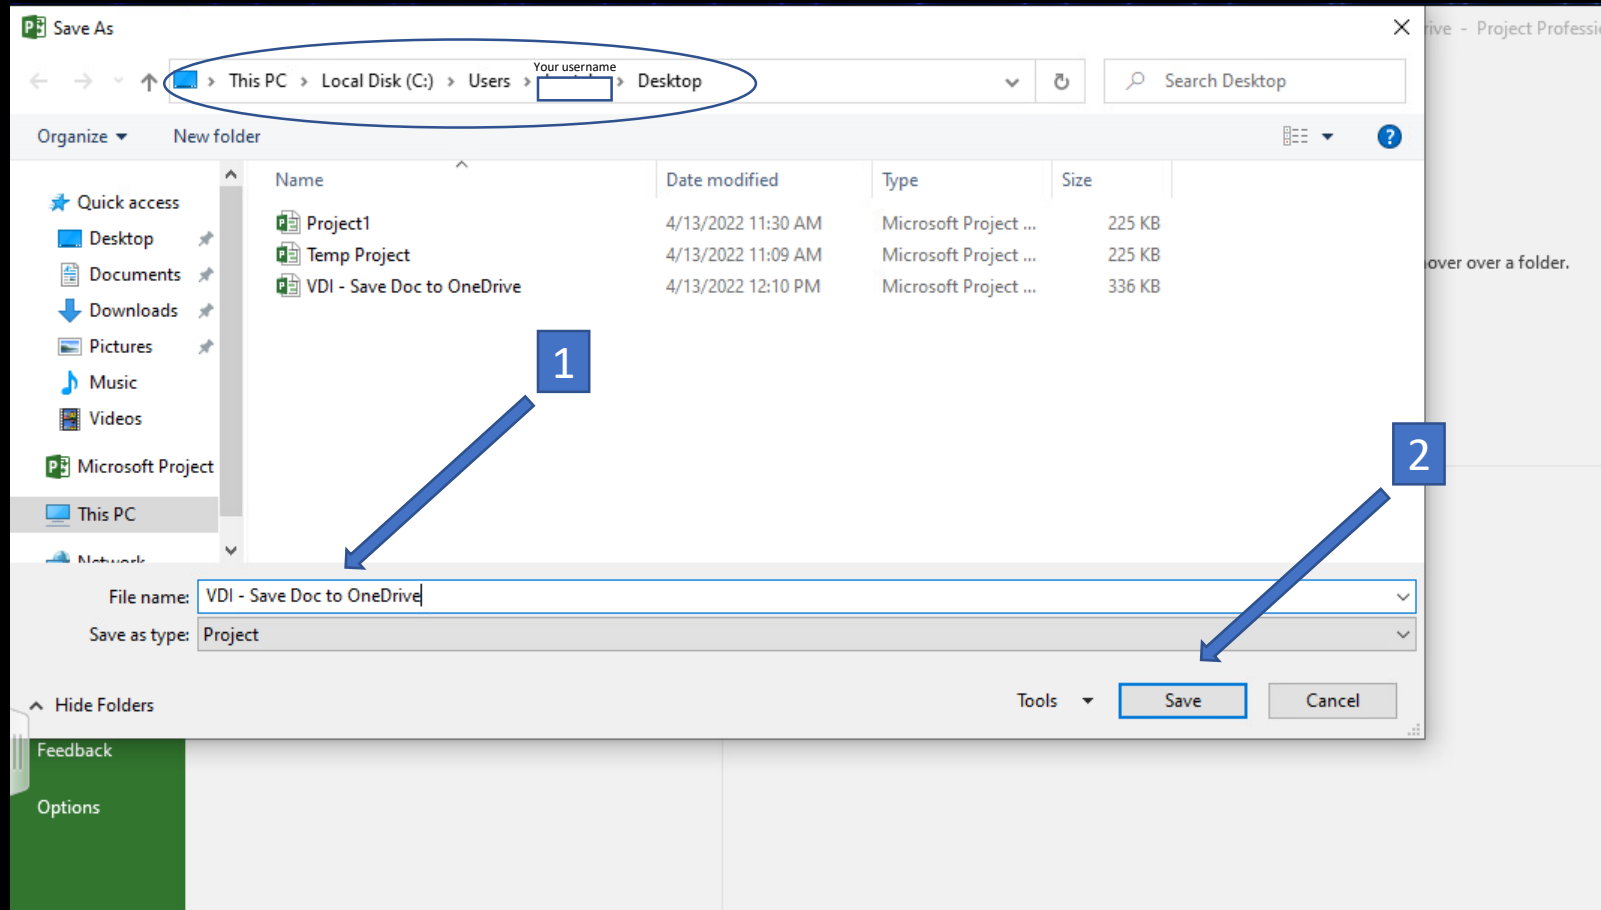 Save As
rive - Project Professi
This PC > Local Disk (C:) > Users > Your username > Desktop
Search Desktop
Organize
New folder
Name
Date modified
Type
Size
Quick access
Desktop
Documents
Downloads
Pictures
Music
Videos
Microsoft Project
This PC
Network
Project1 4/13/2022 11:30 AM Microsoft Project ... 225 KB
Temp Project 4/13/2022 11:09 AM Microsoft Project ... 225 KB
VDI - Save Doc to OneDrive 4/13/2022 12:10 PM Microsoft Project ... 336 KB
over over a folder.
1
2
File name: VDI - Save Doc to OneDrive
Save as type: Project
Hide Folders
Tools
Save
Cancel
Feedback
Options